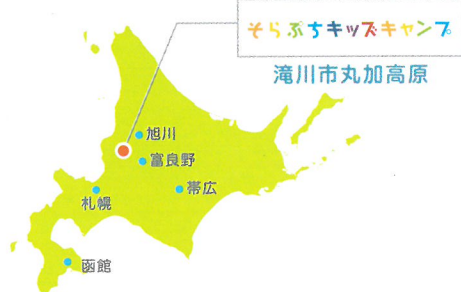 そらぷちキッズキャンプ
滝川市丸加高原
旭川
富良野
帯広
札幌
函館